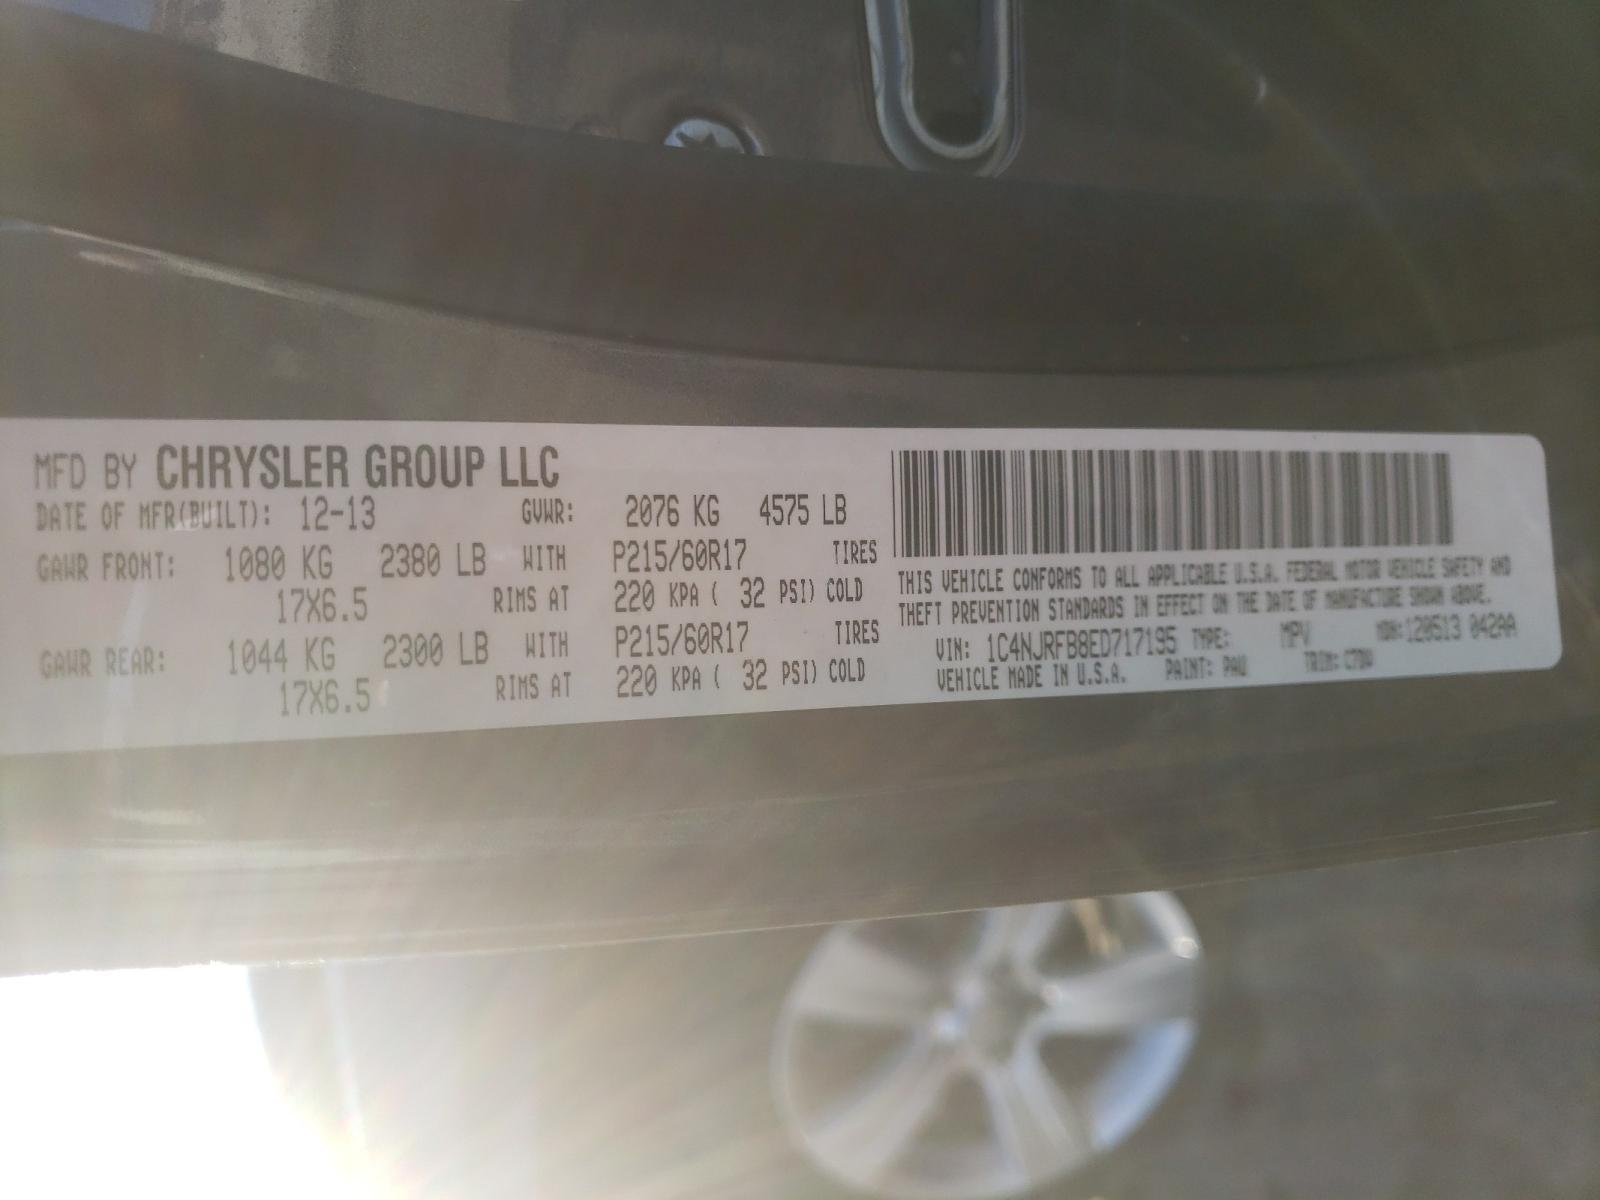 MFD BY CHRYSLER GROUP LLC
DATE OF MFR(BUILT): 12-13 GVWR: 2076 KG 4575 LB
GAWR FRONT: 1080 KG 2380 LB WITH P215/60R17 TIRES
17X6.5 RIMS AT 220 KPA ( 32 PSI) COLD
GAWR REAR: 1044 KG 2300 LB WITH P215/60R17 TIRES
17X6.5 RIMS AT 220 KPA ( 32 PSI) COLD
THIS VEHICLE CONFORMS TO ALL APPLICABLE U.S.A. FEDERAL MOTOR VEHICLE SAFETY AND
THEFT PREVENTION STANDARDS IN EFFECT ON THE DATE OF MANUFACTURE SHOWN ABOVE.
VIN: 1C4NJRFB8ED717195 TYPE: MPV MDH:120513 042AA
VEHICLE MADE IN U.S.A. PAINT: PAU TRIM: